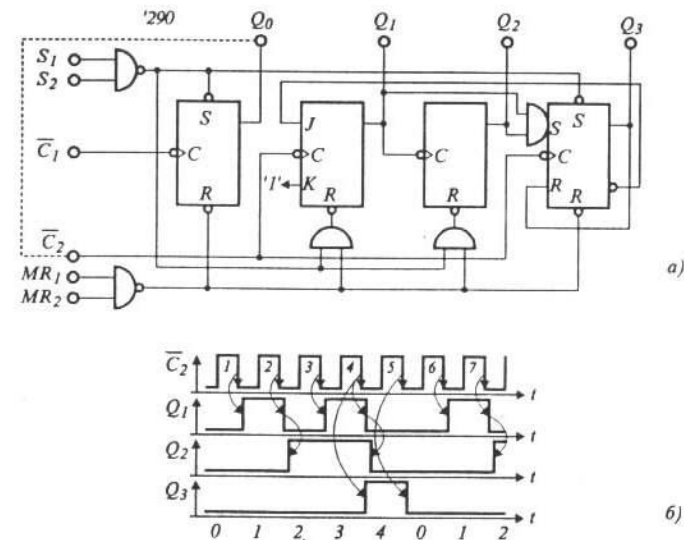 '290 Q₀ Q₁ Q₂ Q₃
S₁
S₂
S S
J S
C̅₁ C C C C
'1' K R
R R R R
C̅₂
MR₁
MR₂
а)
C̅₂ 1 2 3 4 5 6 7 t
Q₁ t
Q₂ t
Q₃ t
0 1 2 3 4 0 1 2
б)